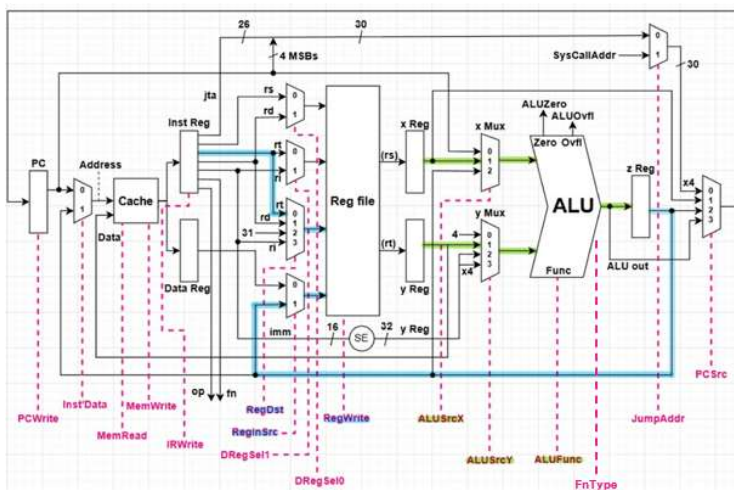 26
30
4 MSBs
SysCallAddr
0
1
30
jta
Inst Reg
rs
rd
0
1
x Reg
x Mux
ALUZero
ALUOvfl
Zero Ovfl
z Reg
PC
Address
rt
ri
0
1
Reg file
(rs)
0
1
2
x4
0
1
Cache
rt
rd
31
ri
0
1
2
3
ALU
0
1
2
3
Data
(rt)
y Mux
4
0
1
2
3
x4
ALU out
Data Reg
0
1
y Reg
Func
imm
16
SE
32
y Reg
op
fn
PCWrite
Inst'Data
MemRead
MemWrite
IRWrite
RegDst
RegInSrc
DRegSel1
DRegSel0
RegWrite
ALUSrcX
ALUSrcY
ALUFunc
FnType
JumpAddr
PCSrc